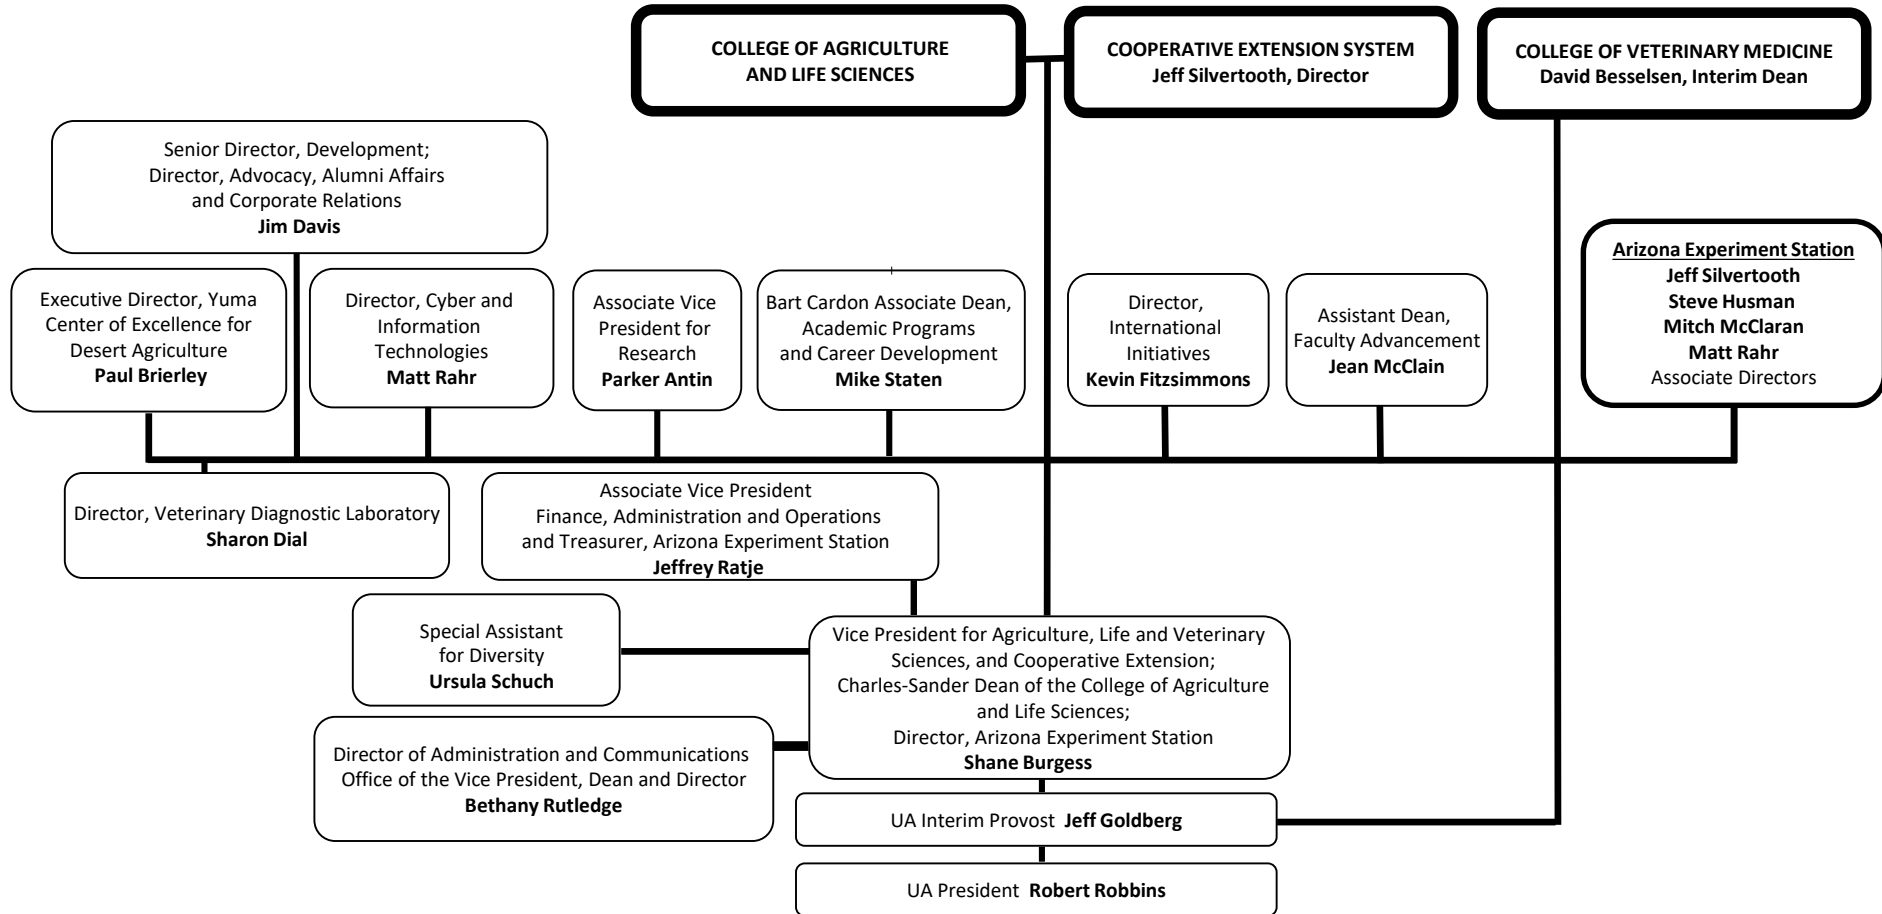 COLLEGE OF AGRICULTURE
AND LIFE SCIENCES
COOPERATIVE EXTENSION SYSTEM
Jeff Silvertooth, Director
COLLEGE OF VETERINARY MEDICINE
David Besselsen, Interim Dean
Senior Director, Development;
Director, Advocacy, Alumni Affairs
and Corporate Relations
Jim Davis
Executive Director, Yuma
Center of Excellence for
Desert Agriculture
Paul Brierley
Director, Cyber and
Information
Technologies
Matt Rahr
Associate Vice
President for
Research
Parker Antin
Bart Cardon Associate Dean,
Academic Programs
and Career Development
Mike Staten
Director,
International
Initiatives
Kevin Fitzsimmons
Assistant Dean,
Faculty Advancement
Jean McClain
Arizona Experiment Station
Jeff Silvertooth
Steve Husman
Mitch McClaran
Matt Rahr
Associate Directors
Director, Veterinary Diagnostic Laboratory
Sharon Dial
Associate Vice President
Finance, Administration and Operations
and Treasurer, Arizona Experiment Station
Jeffrey Ratje
Special Assistant
for Diversity
Ursula Schuch
Vice President for Agriculture, Life and Veterinary
Sciences, and Cooperative Extension;
Charles-Sander Dean of the College of Agriculture
and Life Sciences;
Director, Arizona Experiment Station
Shane Burgess
Director of Administration and Communications
Office of the Vice President, Dean and Director
Bethany Rutledge
UA Interim Provost Jeff Goldberg
UA President Robert Robbins